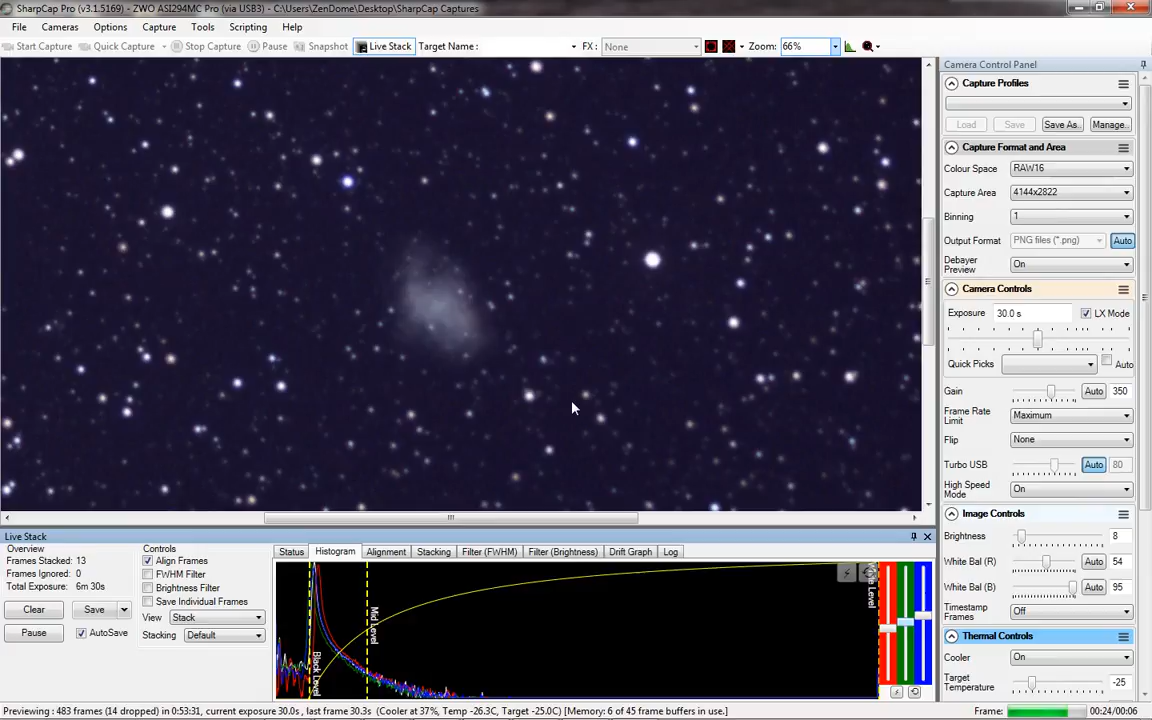 SharpCap Pro (v3.1.5169) - ZWO ASI294MC Pro (via USB3) - C:\Users\ZenDome\Desktop\SharpCap Captures
File Cameras Options Capture Tools Scripting Help
Start Capture Quick Capture Stop Capture Pause Snapshot Live Stack Target Name : FX : None Zoom: 66%
Camera Control Panel
Capture Profiles
Load Save Save As.. Manage..
Capture Format and Area
Colour Space RAW16
Capture Area 4144x2822
Binning 1
Output Format PNG files (*.png) Auto
Debayer Preview On
Camera Controls
Exposure 30.0 s LX Mode
Quick Picks Auto
Gain Auto 350
Frame Rate Limit Maximum
Flip None
Turbo USB Auto 80
High Speed Mode On
Image Controls
Brightness 8
White Bal (R) Auto 54
White Bal (B) Auto 95
Timestamp Frames Off
Thermal Controls
Cooler On
Target Temperature -25
Live Stack
Overview
Frames Stacked: 13
Frames Ignored: 0
Total Exposure: 6m 30s
Clear Save
Pause AutoSave
Controls
Align Frames
FWHM Filter
Brightness Filter
Save Individual Frames
View Stack
Stacking Default
Status Histogram Alignment Stacking Filter (FWHM) Filter (Brightness) Drift Graph Log
Black Level
Mid Level
Previewing : 483 frames (14 dropped) in 0:53:31, current exposure 30.0s , last frame 30.3s (Cooler at 37%, Temp -26.3C, Target -25.0C) [Memory: 6 of 45 frame buffers in use.] Frame: 00:24/00:06